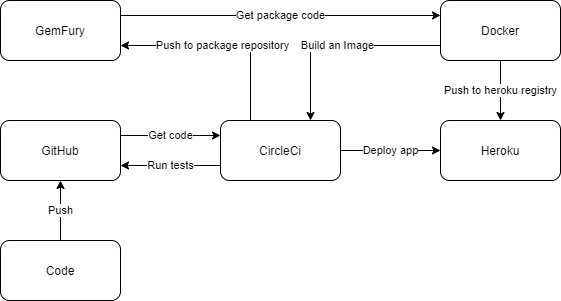 Get package code
GemFury
Docker
Push to package repository
Build an Image
Push to heroku registry
Get code
GitHub
CircleCi
Deploy app
Heroku
Run tests
Push
Code